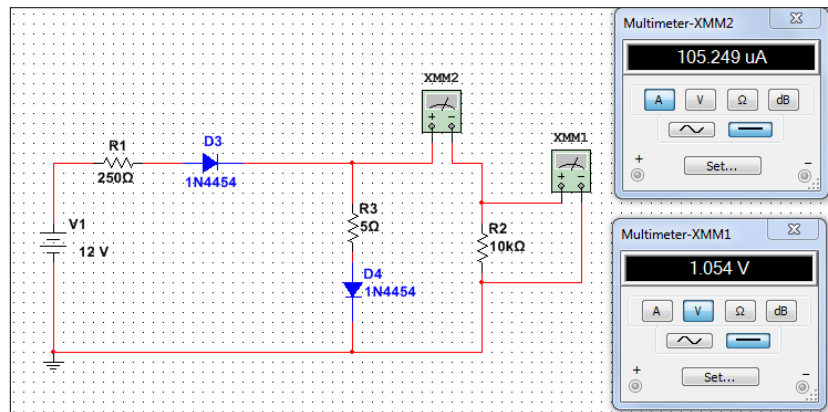 XMM2
XMM1
R1
250Ω
D3
1N4454
V1
12 V
R3
5Ω
D4
1N4454
R2
10kΩ
+ −
+ −
Multimeter-XMM2
105.249 uA
A V Ω dB
+ −
Set...
Multimeter-XMM1
1.054 V
A V Ω dB
+ −
Set...